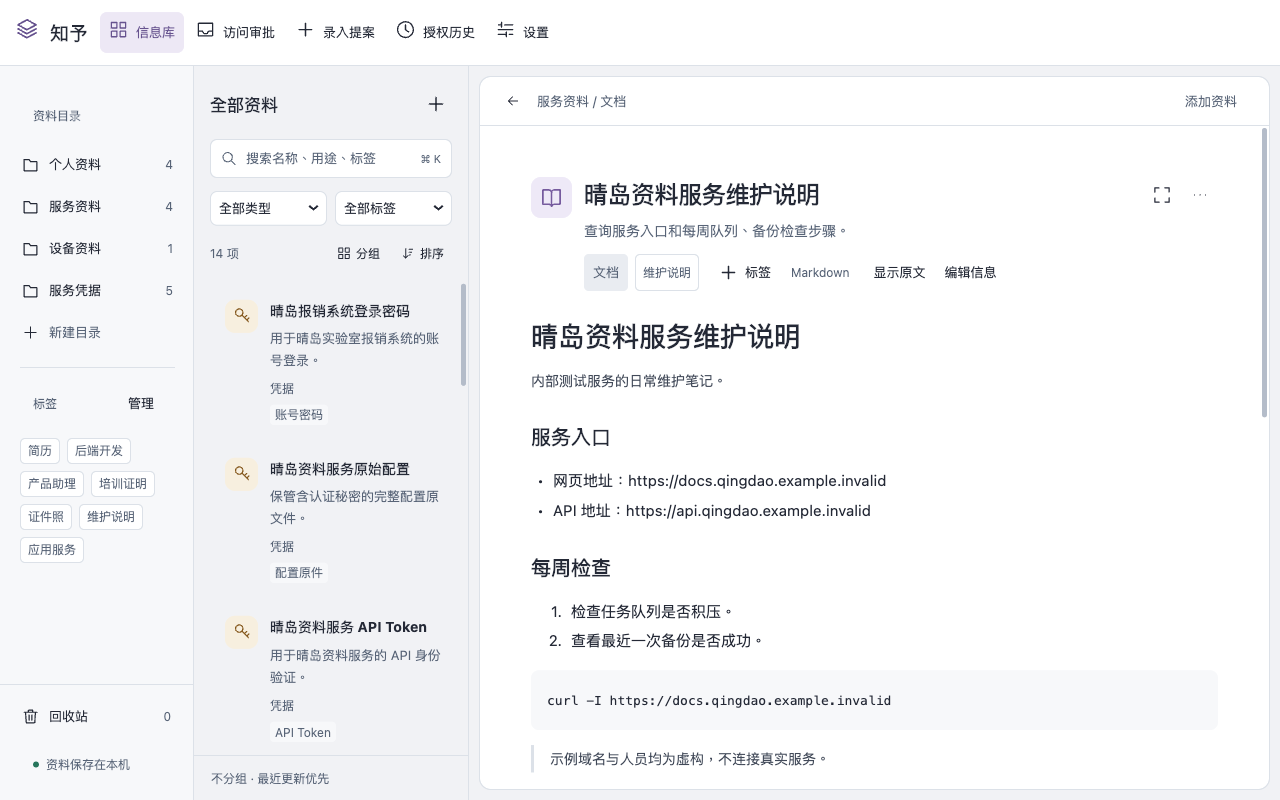 知予
信息库
访问审批
录入提案
授权历史
设置
资料目录
个人资料 4
服务资料 4
设备资料 1
服务凭据 5
新建目录
标签 管理
简历 后端开发
产品助理 培训证明
证件照 维护说明
应用服务
回收站 0
资料保存在本机
全部资料
搜索名称、用途、标签 ⌘ K
全部类型 全部标签
14 项 分组 排序
晴岛报销系统登录密码
用于晴岛实验室报销系统的账
号登录。
凭据
账号密码
晴岛资料服务原始配置
保管含认证秘密的完整配置原
文件。
凭据
配置原件
晴岛资料服务 API Token
用于晴岛资料服务的 API 身份
验证。
凭据
API Token
不分组 · 最近更新优先
服务资料 / 文档 添加资料
晴岛资料服务维护说明
查询服务入口和每周队列、备份检查步骤。
文档 维护说明 标签 Markdown 显示原文 编辑信息
晴岛资料服务维护说明
内部测试服务的日常维护笔记。
服务入口
• 网页地址：https://docs.qingdao.example.invalid
• API 地址：https://api.qingdao.example.invalid
每周检查
1. 检查任务队列是否积压。
2. 查看最近一次备份是否成功。
curl -I https://docs.qingdao.example.invalid
示例域名与人员均为虚构，不连接真实服务。